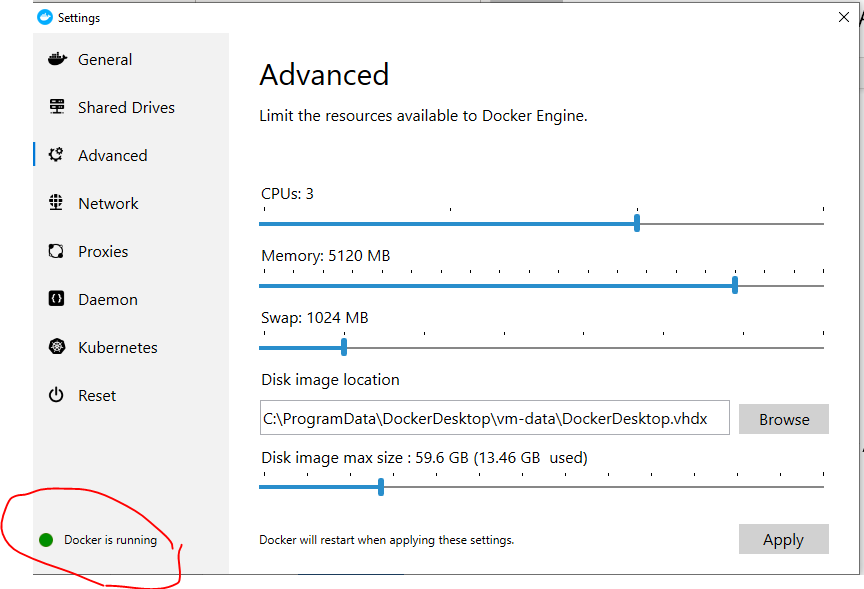 Settings
General
Shared Drives
Advanced
Network
Proxies
Daemon
Kubernetes
Reset
Docker is running
Advanced
Limit the resources available to Docker Engine.
CPUs: 3
Memory: 5120 MB
Swap: 1024 MB
Disk image location
C:\ProgramData\DockerDesktop\vm-data\DockerDesktop.vhdx
Browse
Disk image max size : 59.6 GB (13.46 GB  used)
Docker will restart when applying these settings.
Apply